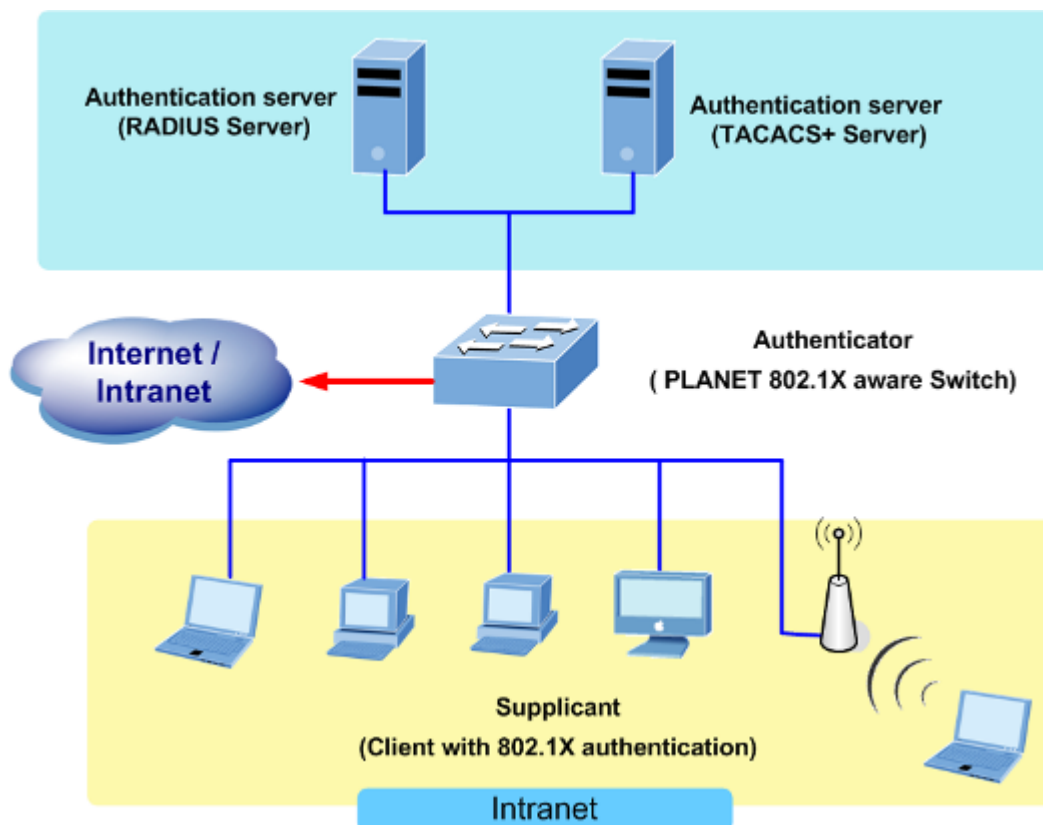 Authentication server
(RADIUS Server)
Authentication server
(TACACS+ Server)
Internet /
Intranet
Authenticator
( PLANET 802.1X aware Switch)
Supplicant
(Client with 802.1X authentication)
Intranet